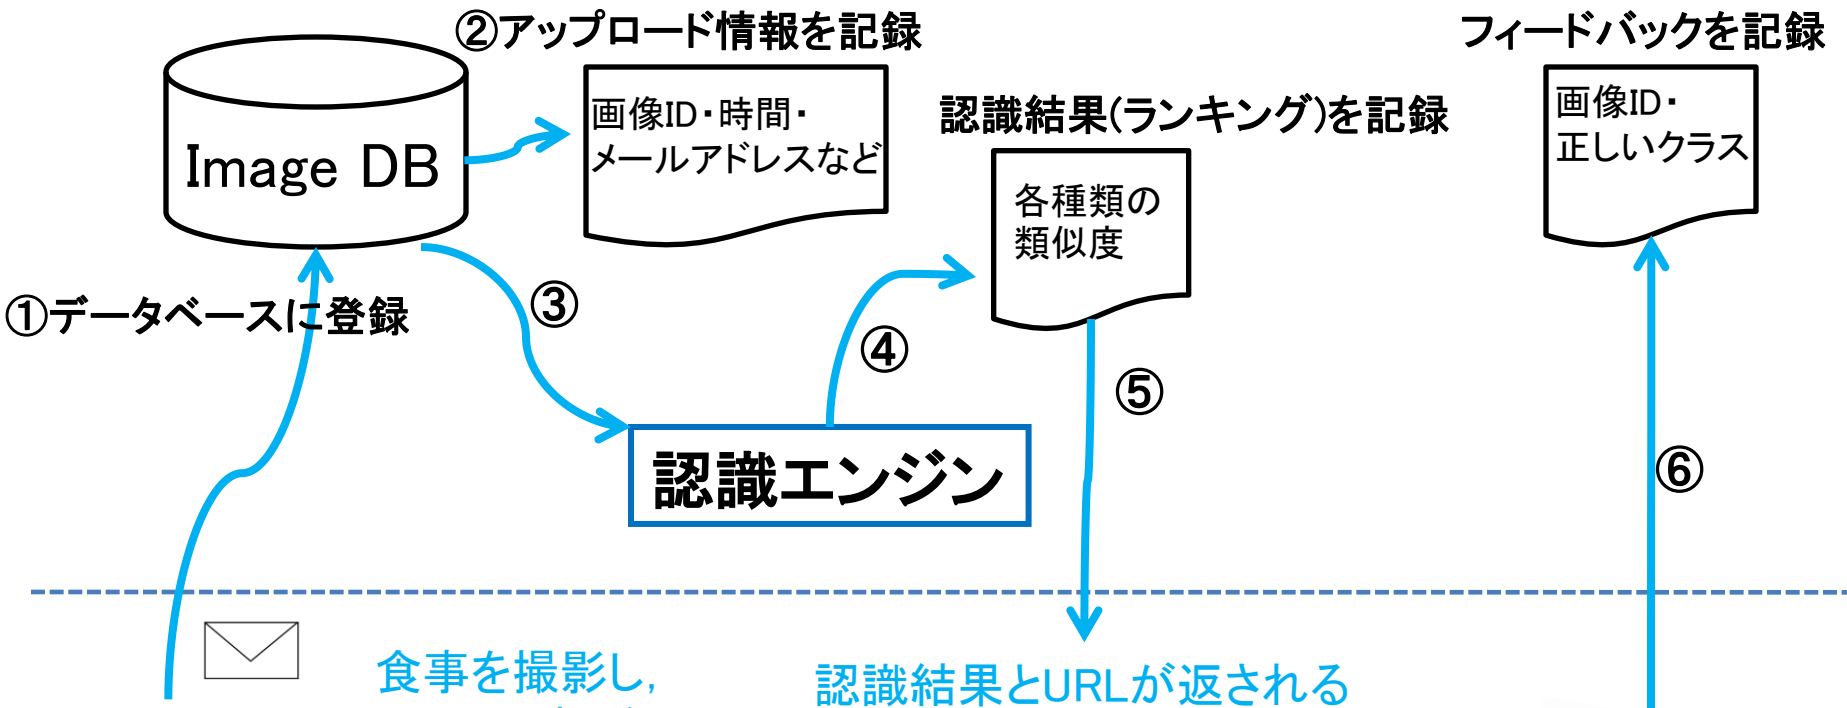 ②アップロード情報を記録
フィードバックを記録
画像ID・時間・
メールアドレスなど
認識結果(ランキング)を記録
画像ID・
正しいクラス
Image DB
各種類の
類似度
①データベースに登録
③
④
⑤
認識エンジン
⑥
食事を撮影し,
認識結果とURLが返される